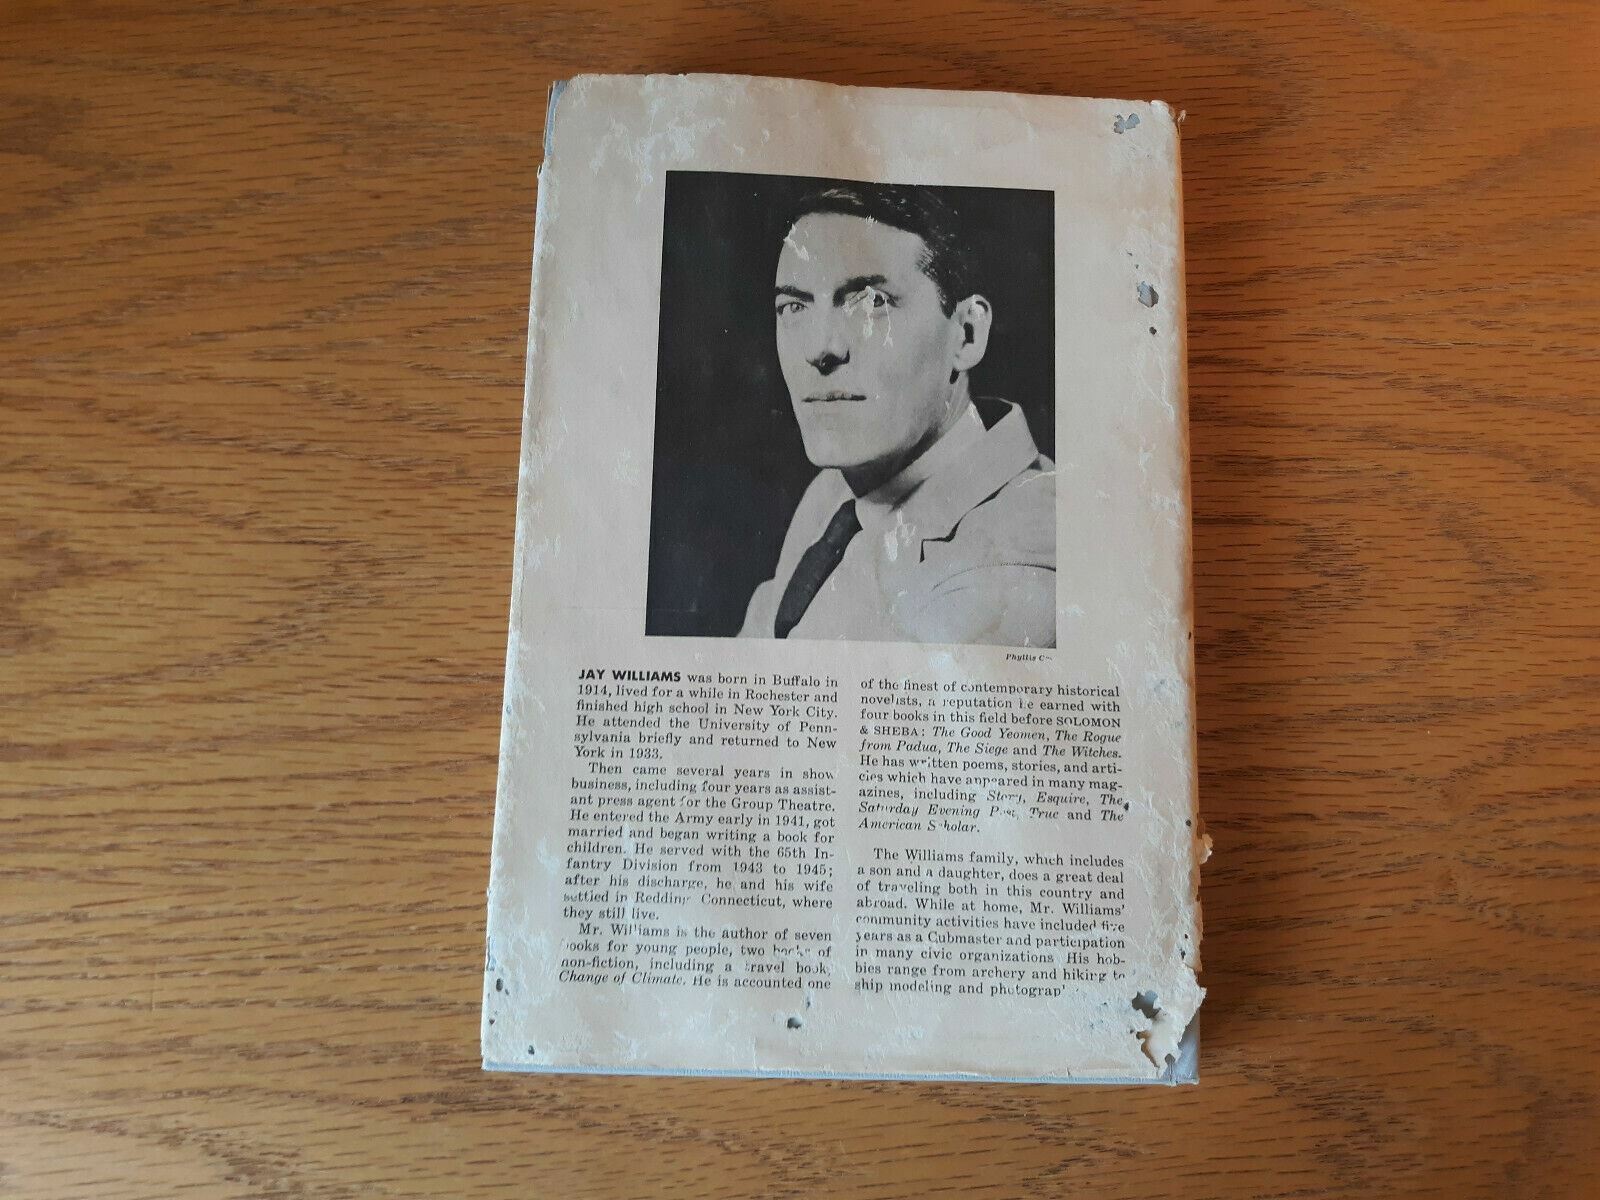 Phyllis
JAY WILLIAMS was born in Buffalo in
1914, lived for a while in Rochester and
finished high school in New York City.
He attended the University of Penn-
sylvania briefly and returned to New
York in 1933.
Then came several years in show
business, including four years as assist-
ant press agent for the Group Theatre.
He entered the Army early in 1941, got
married and began writing a book for
children. He served with the 65th In-
fantry Division from 1943 to 1945;
after his discharge, he and his wife
settled in Redding Connecticut, where
they still live.
Mr. Williams is the author of seven
books for young people, two books of
non-fiction, including a travel book,
Change of Climate. He is accounted one
of the finest of contemporary historical
novelists, a reputation he earned with
four books in this field before SOLOMON
& SHEBA: The Good Yeomen, The Rogue
from Padua, The Siege and The Witches.
He has written poems, stories, and arti-
cles which have appeared in many mag-
azines, including Story, Esquire, The
Saturday Evening Post, True and The
American Scholar.
The Williams family, which includes
a son and a daughter, does a great deal
of traveling both in this country and
abroad. While at home, Mr. Williams'
community activities have included five
years as a Cubmaster and participation
in many civic organizations. His hob-
bies range from archery and hiking to
ship modeling and